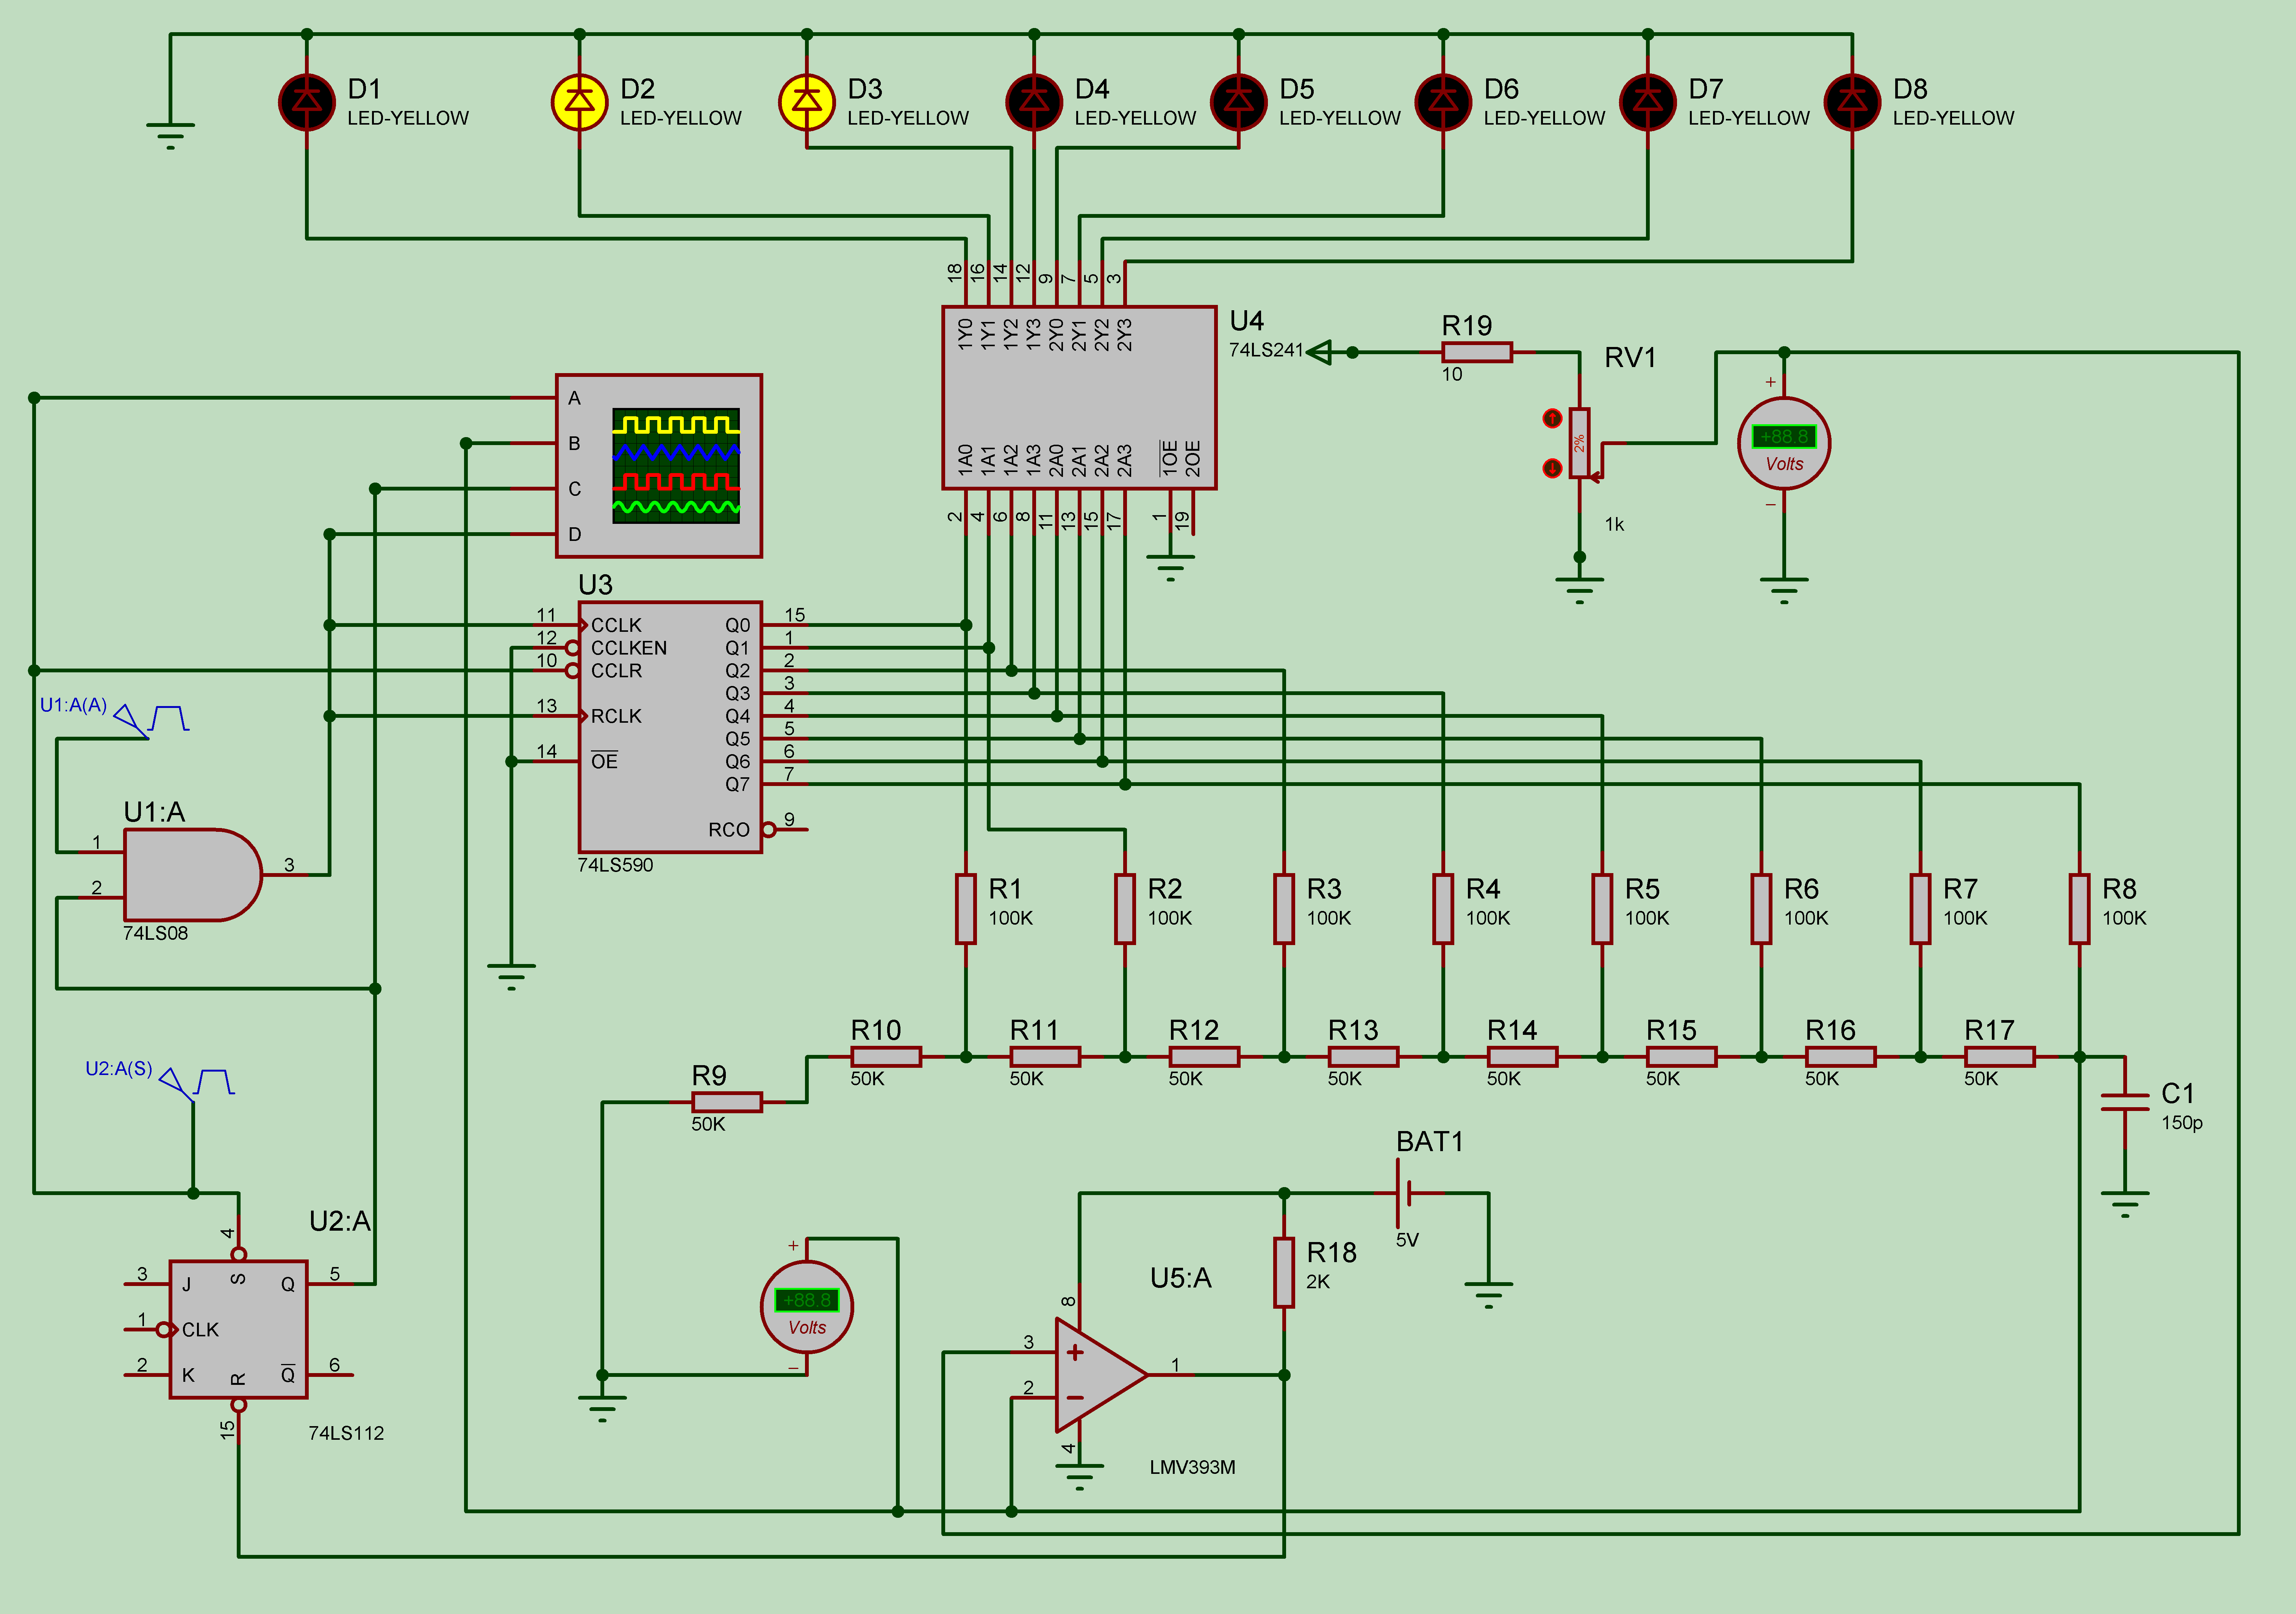 D1
LED-YELLOW
D2
LED-YELLOW
D3
LED-YELLOW
D4
LED-YELLOW
D5
LED-YELLOW
D6
LED-YELLOW
D7
LED-YELLOW
D8
LED-YELLOW
18
16
14
12
9
7
5
3
1Y0
1Y1
1Y2
1Y3
2Y0
2Y1
2Y2
2Y3
U4
74LS241
1A0
1A1
1A2
1A3
2A0
2A1
2A2
2A3
1OE
2OE
2
4
6
8
11
13
15
17
1
19
R19
10
RV1
2%
1k
+
+88.8
Volts
−
A
B
C
D
U3
11
CCLK
12
CCLKEN
10
CCLR
13
RCLK
14
OE
Q0
15
Q1
1
Q2
2
Q3
3
Q4
4
Q5
5
Q6
6
Q7
7
RCO
9
74LS590
U1:A(A)
U1:A
1
2
3
74LS08
R1
100K
R2
100K
R3
100K
R4
100K
R5
100K
R6
100K
R7
100K
R8
100K
R9
50K
R10
50K
R11
50K
R12
50K
R13
50K
R14
50K
R15
50K
R16
50K
R17
50K
C1
150p
U2:A(S)
U2:A
4
3
J
S
Q
5
1
CLK
2
K
R
Q
6
15
74LS112
+
+88.8
Volts
−
BAT1
5V
R18
2K
U5:A
8
3
+
2
−
1
4
LMV393M